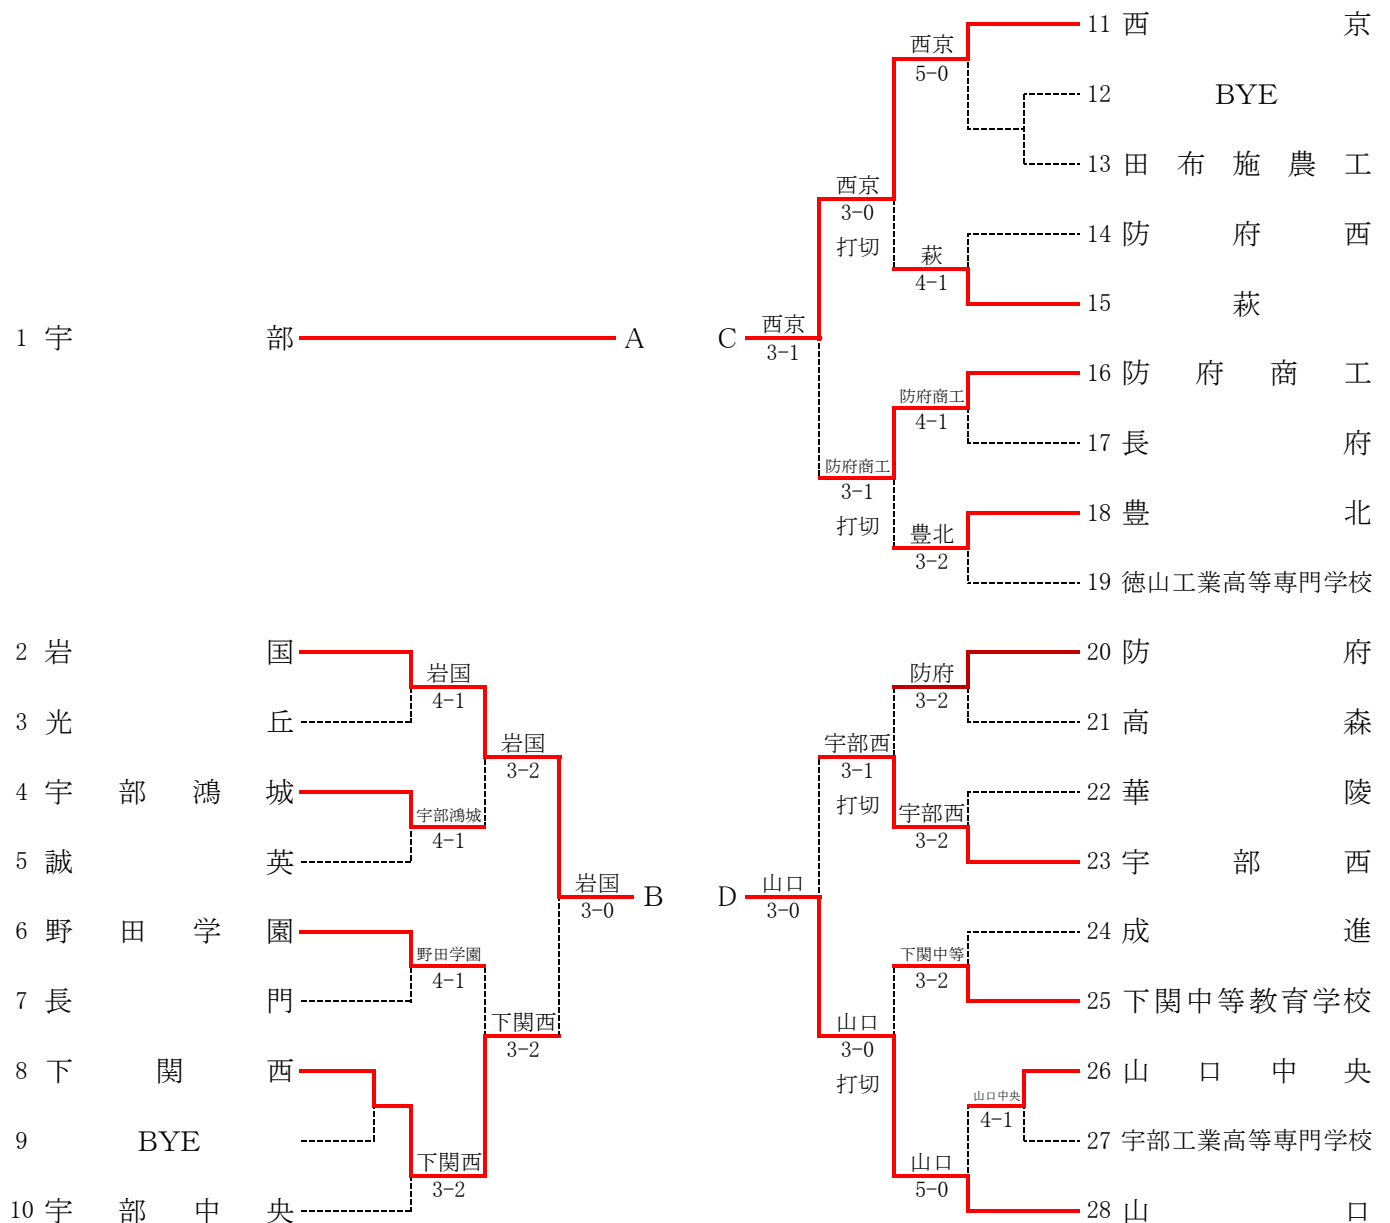 1 宇部 A
2 岩国
岩国
4-1
3 光丘
岩国
3-2
4 宇部鴻城
宇部鴻城
4-1
5 誠英
岩国 B
3-0
6 野田学園
野田学園
4-1
7 長門
下関西
3-2
8 下関西
9 BYE
下関西
3-2
10 宇部中央
11 西京
西京
5-0
12 BYE
13 田布施農工
西京
3-0
打切
14 防府西
萩
4-1
15 萩
C 西京
3-1
16 防府商工
防府商工
4-1
17 長府
防府商工
3-1
打切
18 豊北
豊北
3-2
19 徳山工業高等専門学校
20 防府
防府
3-2
21 高森
宇部西
3-1
打切
22 華陵
宇部西
3-2
23 宇部西
D 山口
3-0
24 成進
下関中等
3-2
25 下関中等教育学校
山口
3-0
打切
26 山口中央
山口中央
4-1
27 宇部工業高等専門学校
山口
5-0
28 山口